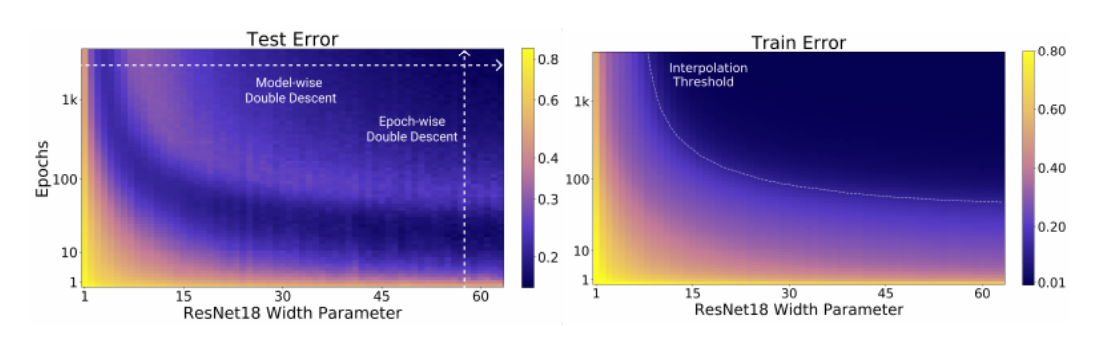 Test Error
Train Error
Model-wise
Double Descent
Epoch-wise
Double Descent
Interpolation
Threshold
Epochs
1k
100
10
1
1
15
30
45
60
ResNet18 Width Parameter
0.8
0.6
0.4
0.3
0.2
1k
100
10
1
1
15
30
45
60
ResNet18 Width Parameter
0.80
0.60
0.40
0.20
0.01